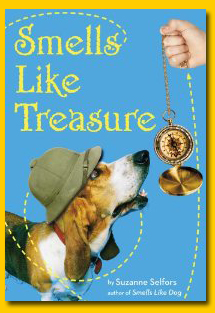 Smells
Like
Treasure
by Suzanne Selfors
author of Smells Like Dog